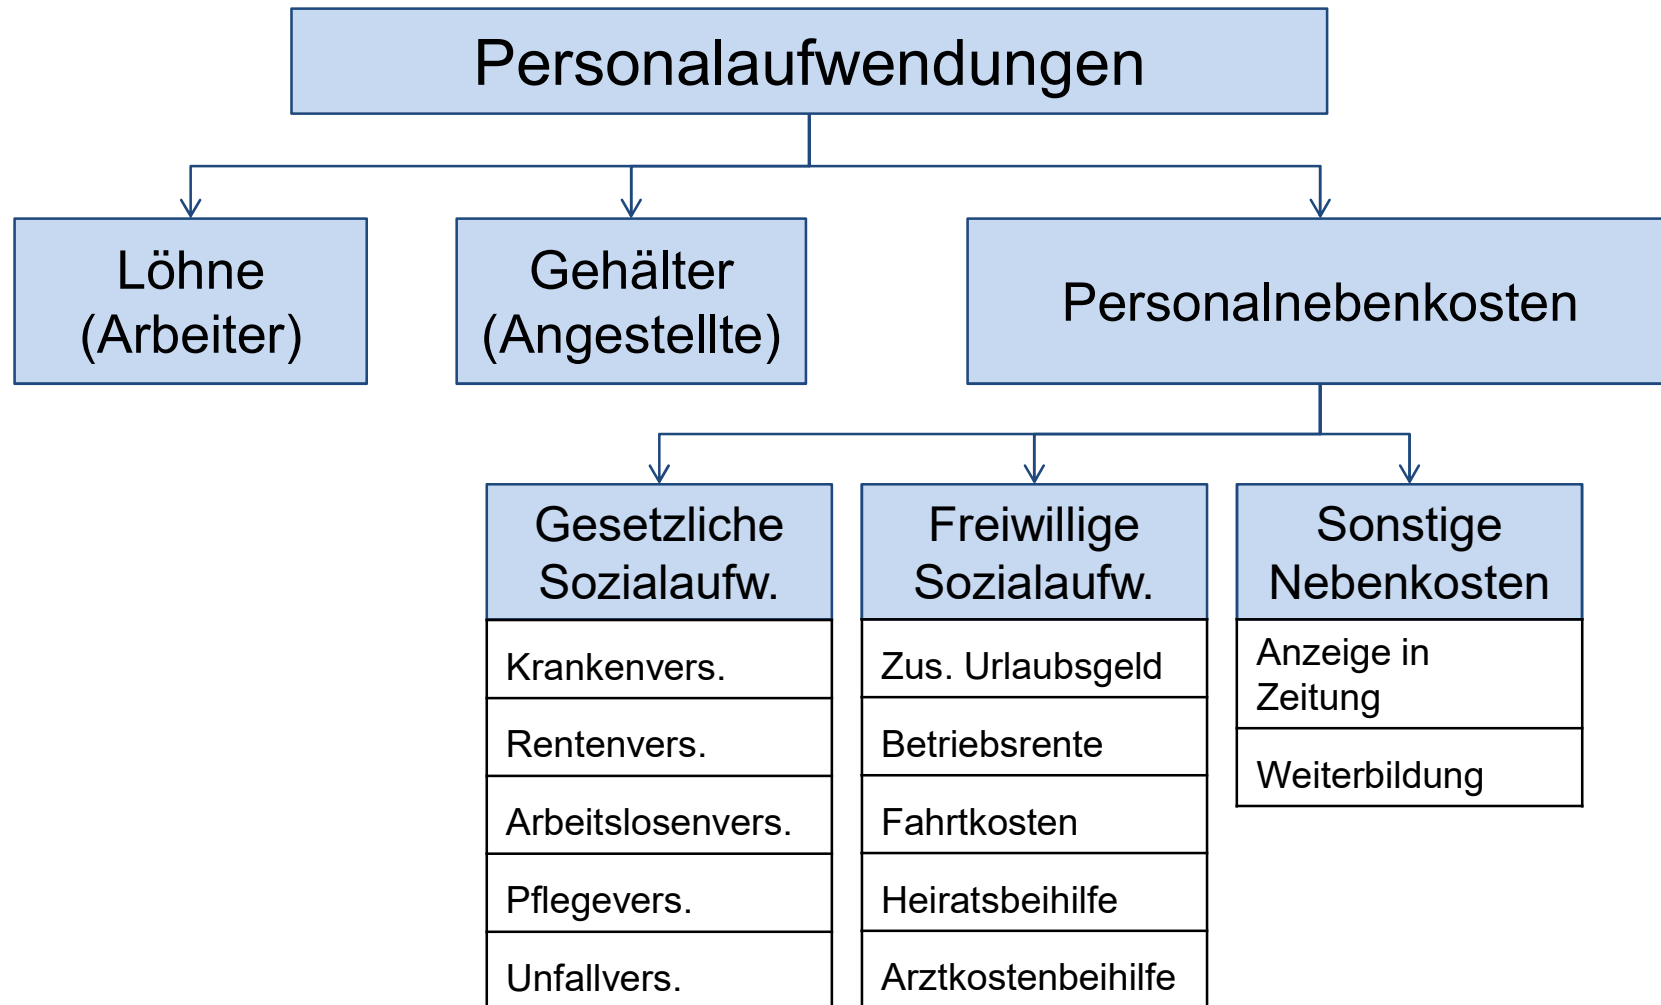 Personalaufwendungen
Löhne
(Arbeiter)
Gehälter
(Angestellte)
Personalnebenkosten
Gesetzliche
Sozialaufw.
Krankenvers.
Rentenvers.
Arbeitslosenvers.
Pflegevers.
Unfallvers.
Freiwillige
Sozialaufw.
Zus. Urlaubsgeld
Betriebsrente
Fahrtkosten
Heiratsbeihilfe
Arztkostenbeihilfe
Sonstige
Nebenkosten
Anzeige in
Zeitung
Weiterbildung